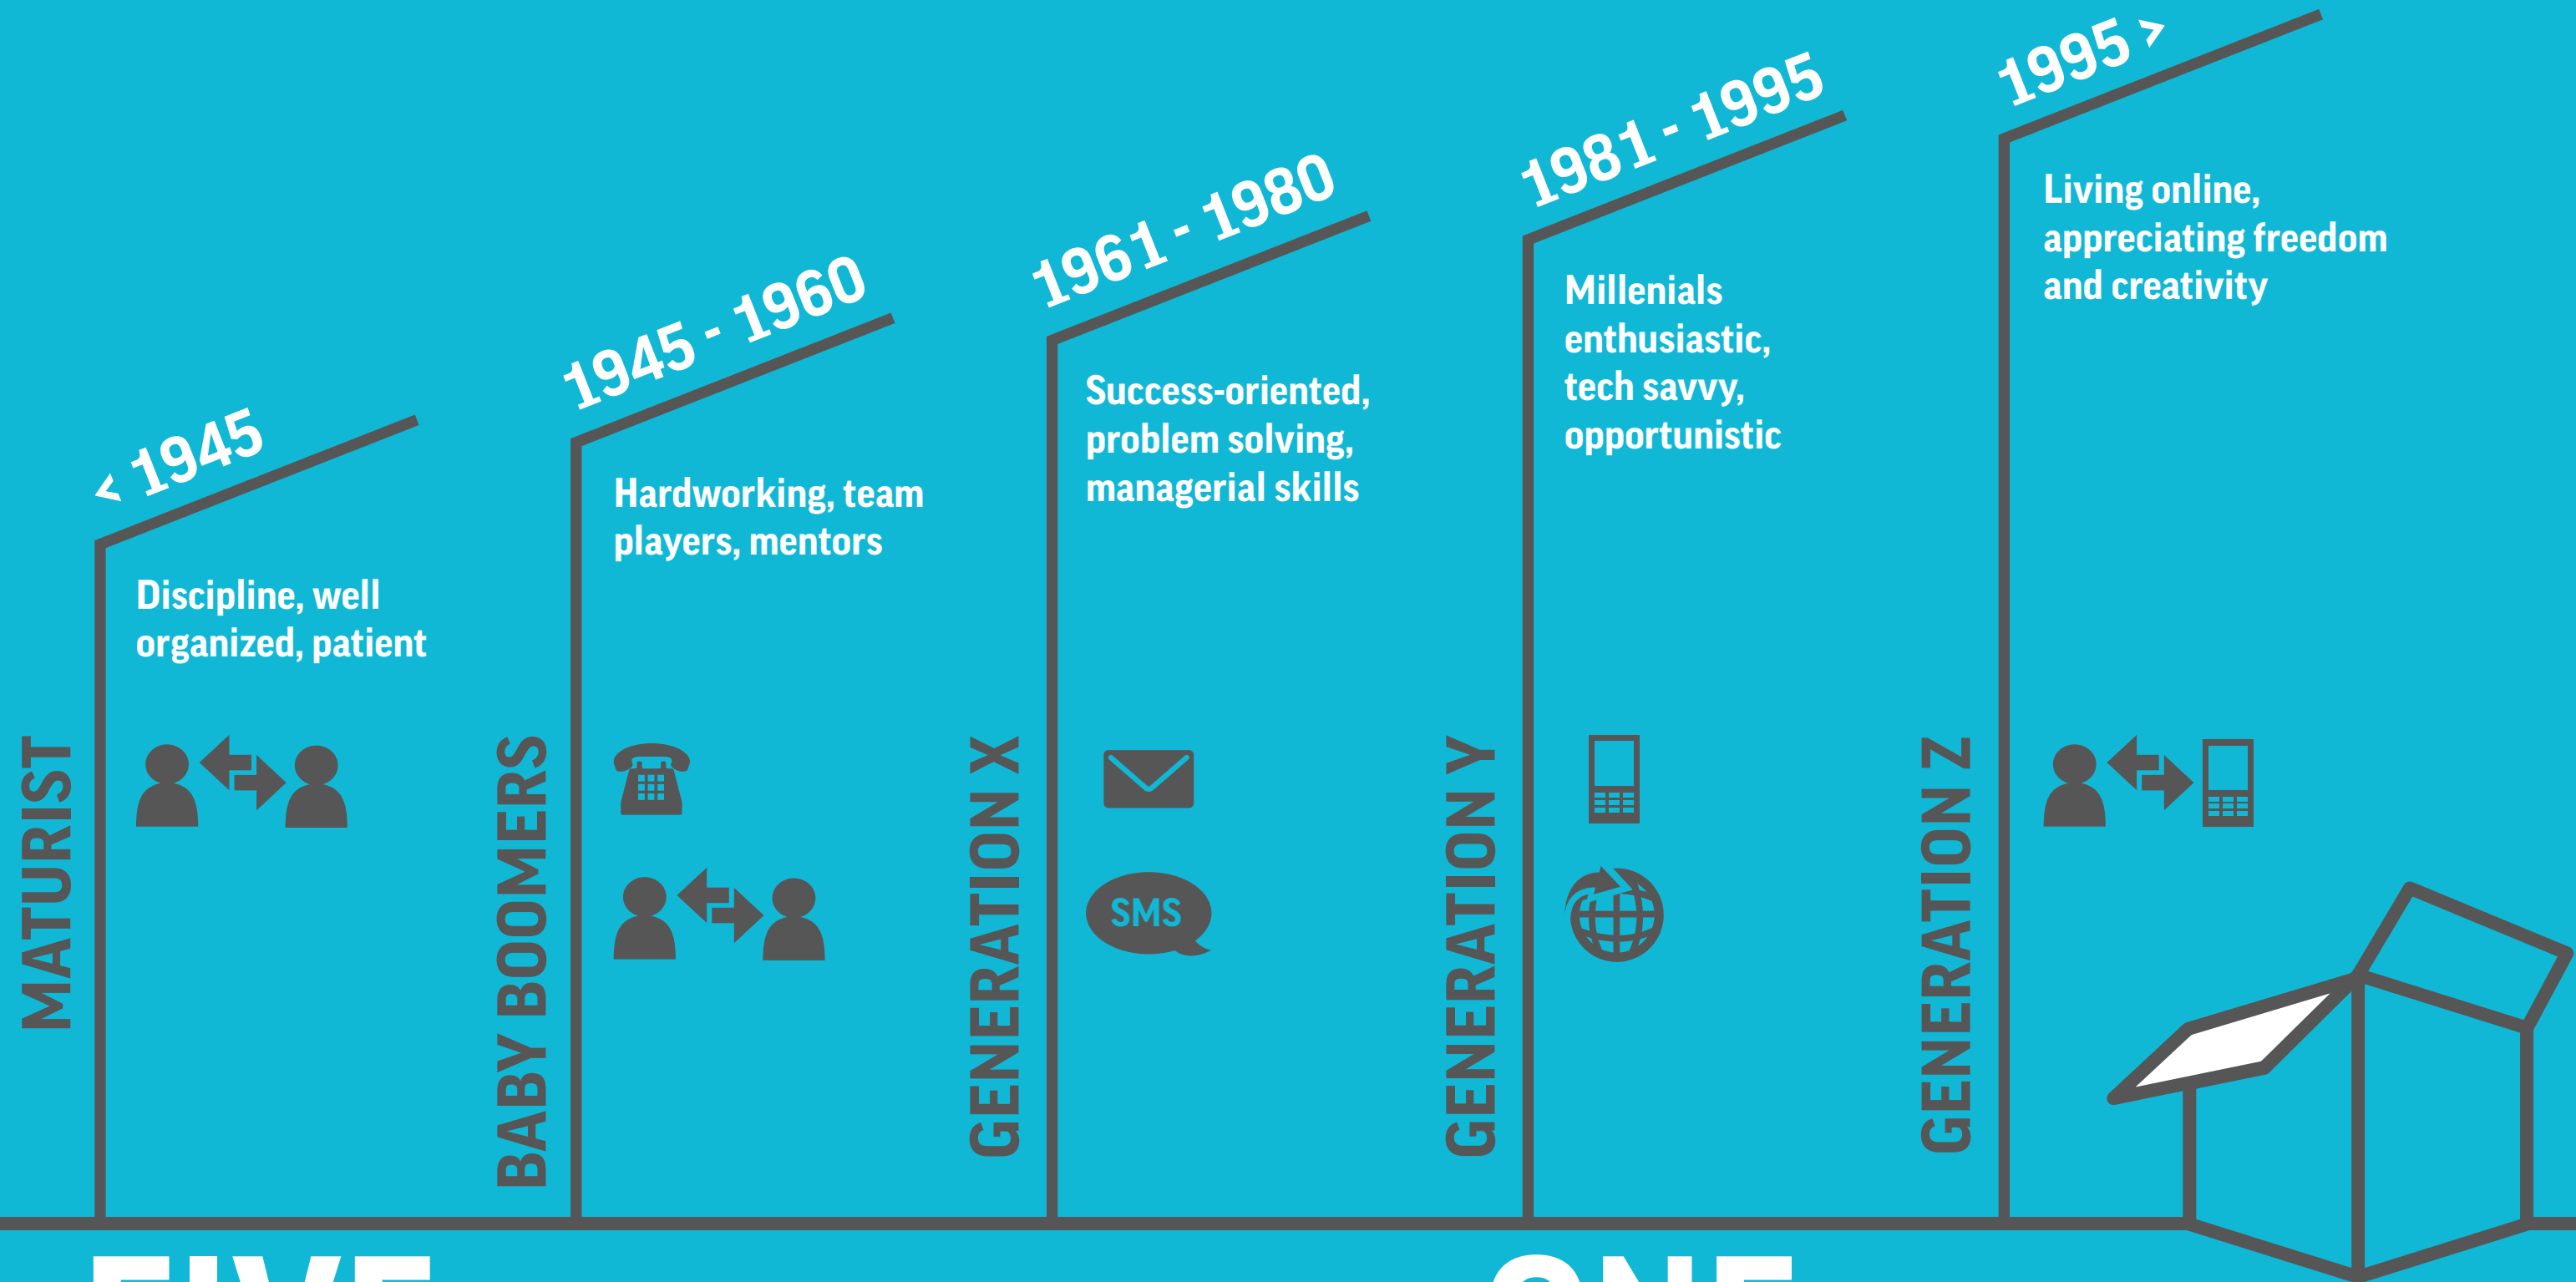 < 1945
Discipline, well
organized, patient
MATURIST
1945 - 1960
Hardworking, team
players, mentors
BABY BOOMERS
1961 - 1980
Success-oriented,
problem solving,
managerial skills
SMS
GENERATION X
1981 - 1995
Millenials
enthusiastic,
tech savvy,
opportunistic
GENERATION Y
1995 >
Living online,
appreciating freedom
and creativity
GENERATION Z
FIVE
ONE